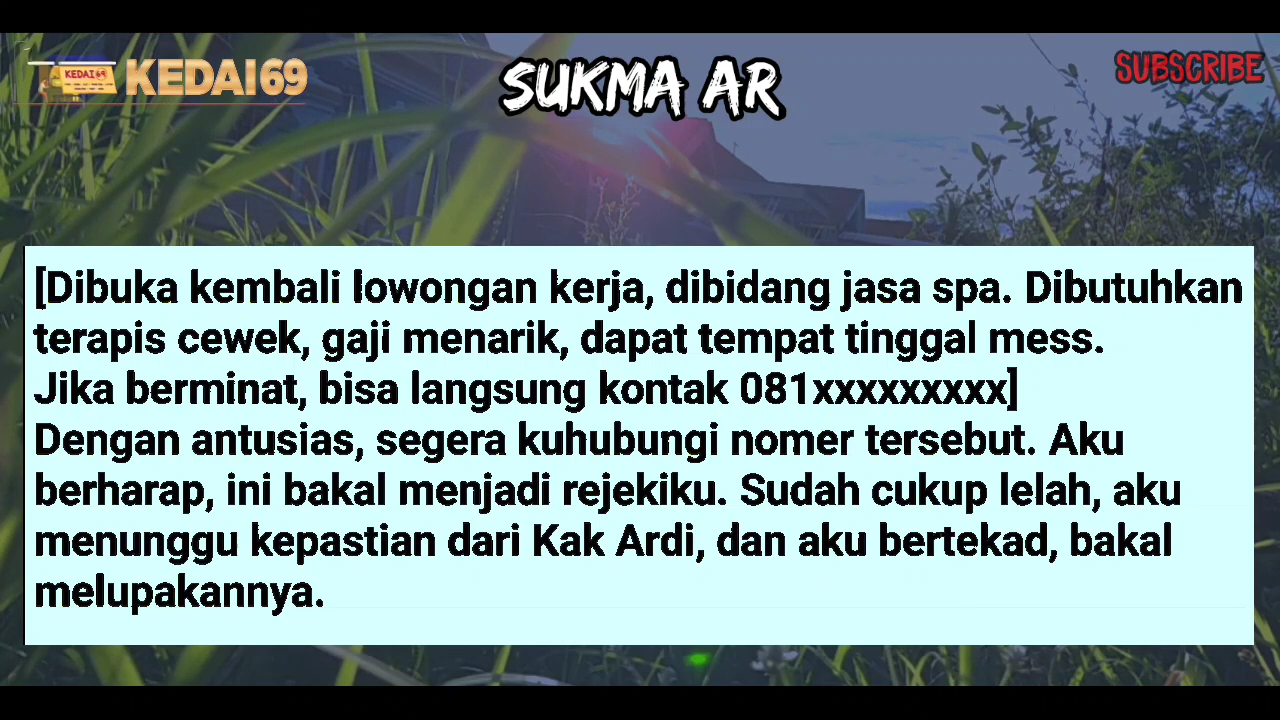 KEDAI69
KEDAI69
SUKMA AR
SUBSCRIBE
[Dibuka kembali lowongan kerja, dibidang jasa spa. Dibutuhkan
terapis cewek, gaji menarik, dapat tempat tinggal mess.
Jika berminat, bisa langsung kontak 081xxxxxxxxx]
Dengan antusias, segera kuhubungi nomer tersebut. Aku
berharap, ini bakal menjadi rejekiku. Sudah cukup lelah, aku
menunggu kepastian dari Kak Ardi, dan aku bertekad, bakal
melupakannya.